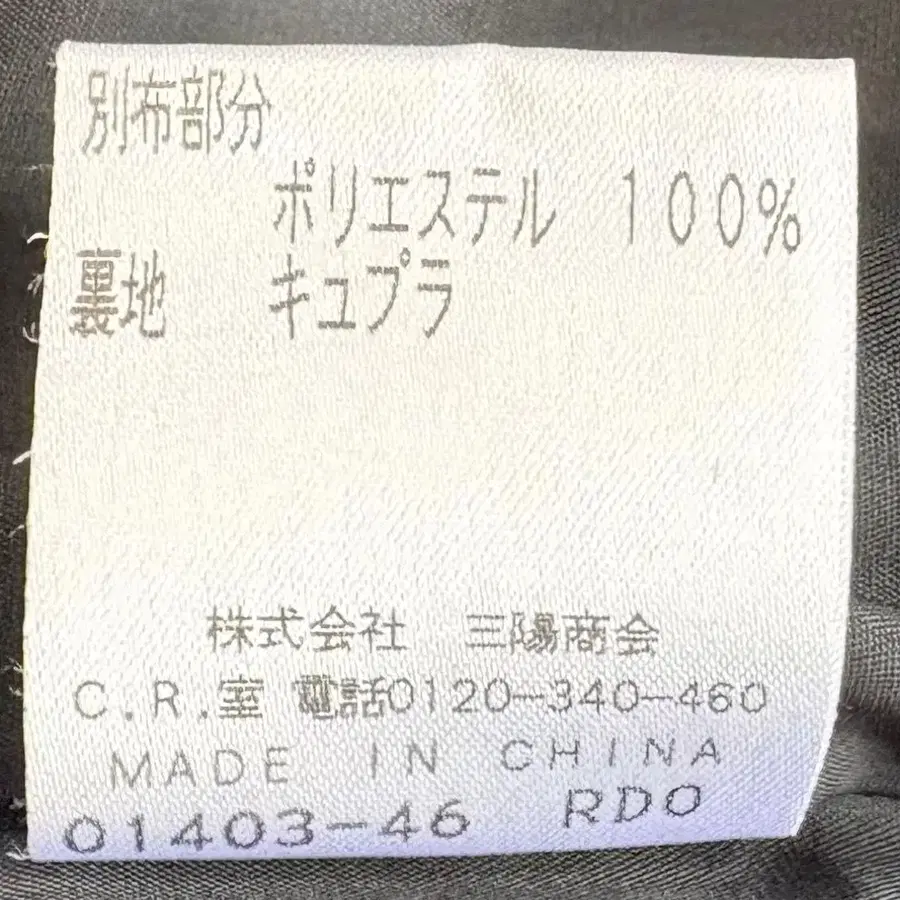 別布部分
ポリエステル 100%
裏地 キュプラ
株式会社 三陽商会
C.R.室 電話0120-340-460
MADE IN CHINA
01403-46 RDO